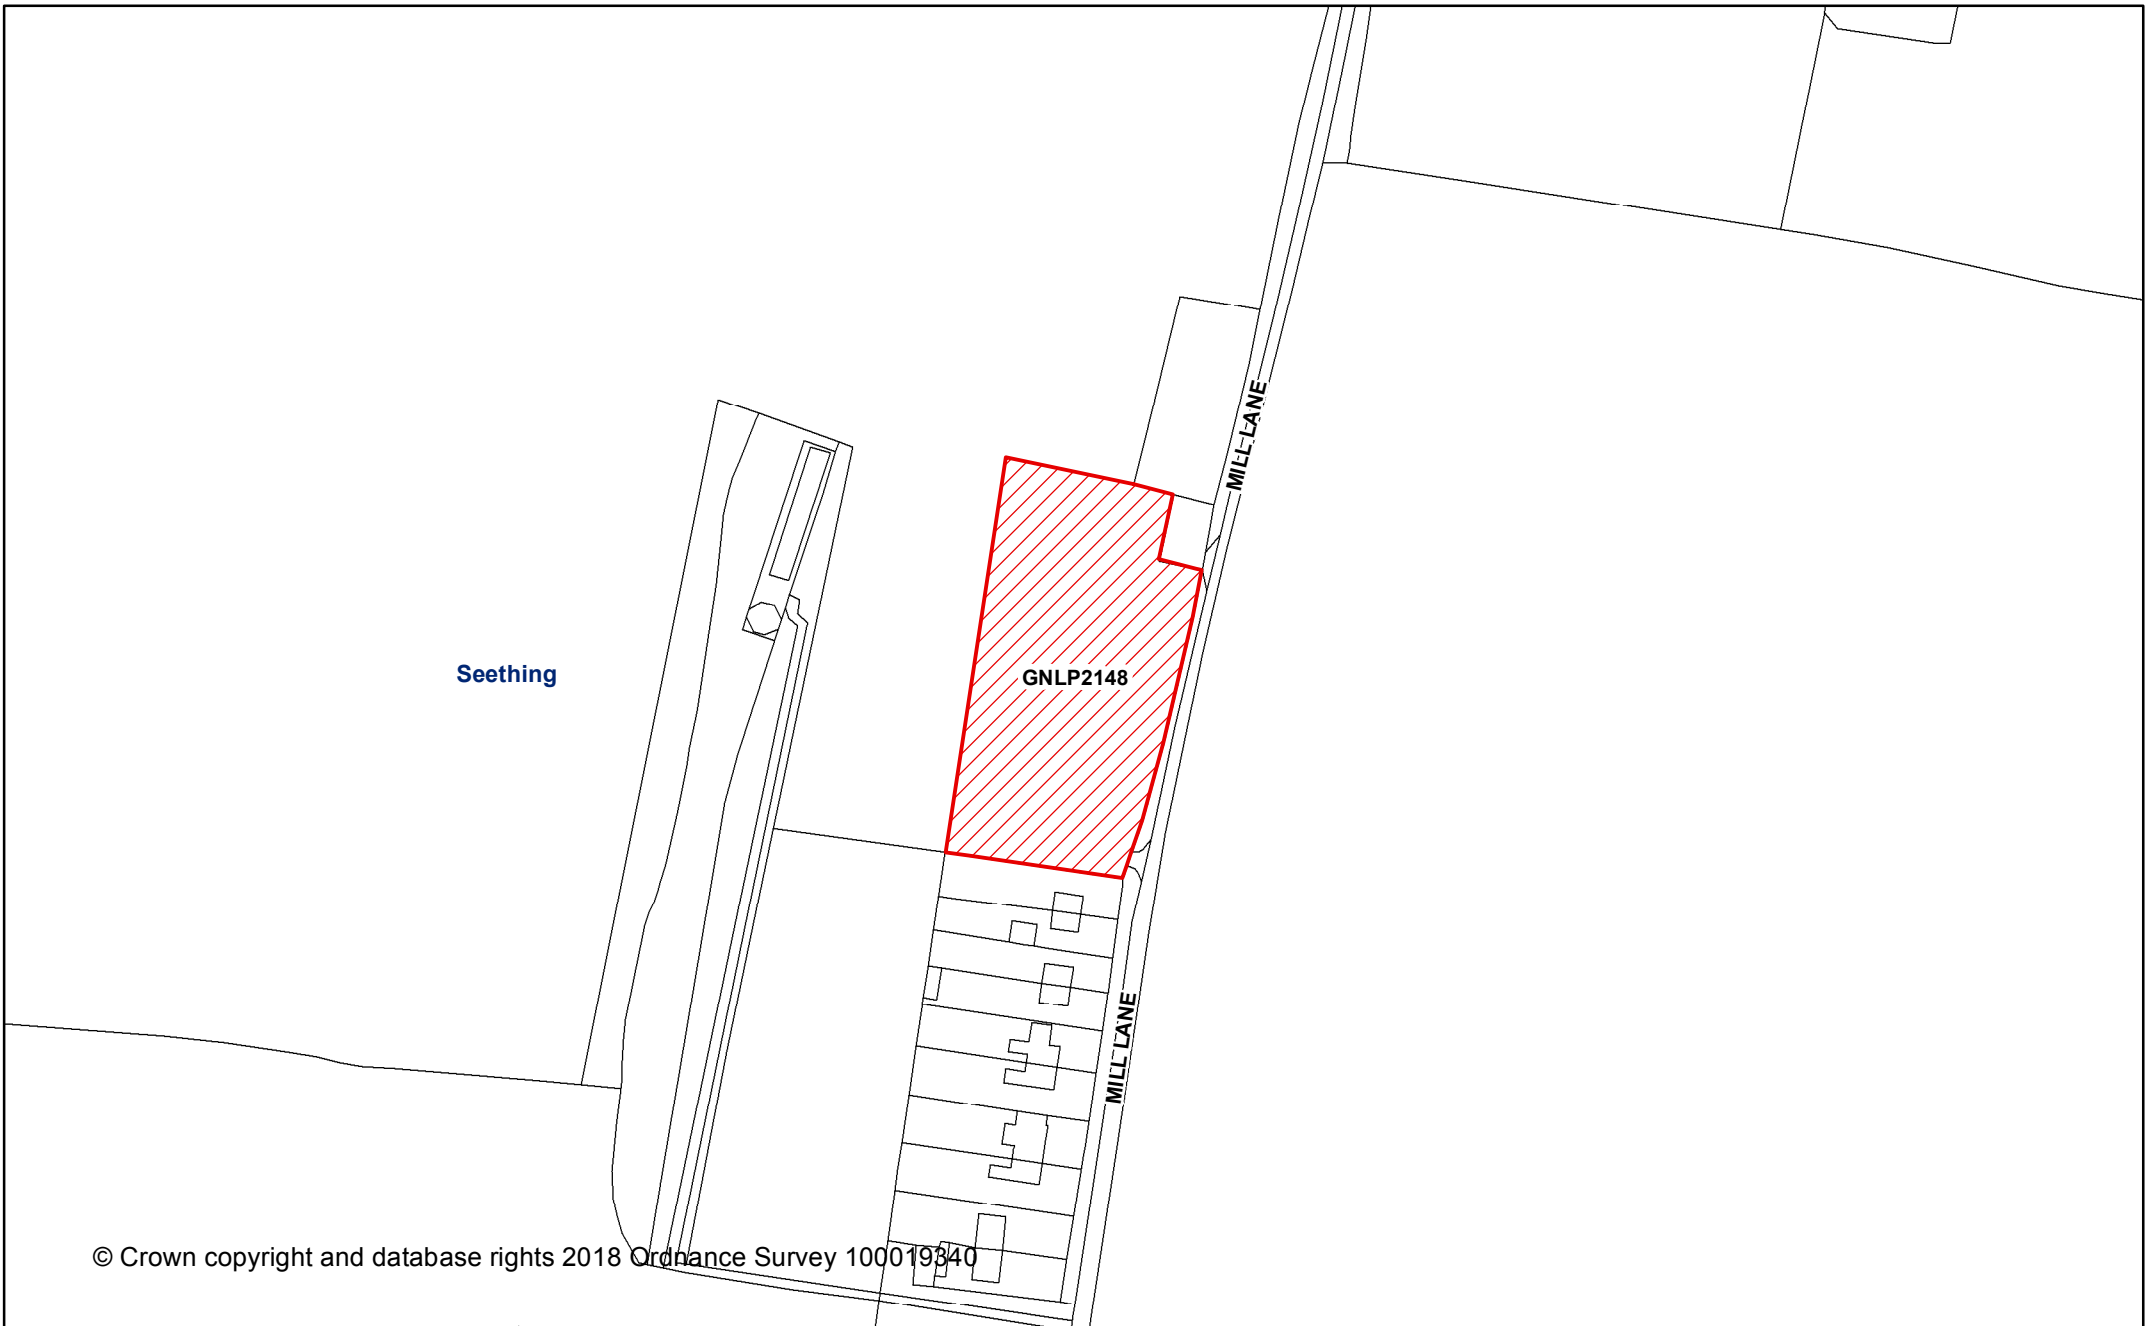 MILL LANE
Seething
GNLP2148
MILL LANE
© Crown copyright and database rights 2018 Ordnance Survey 100019340